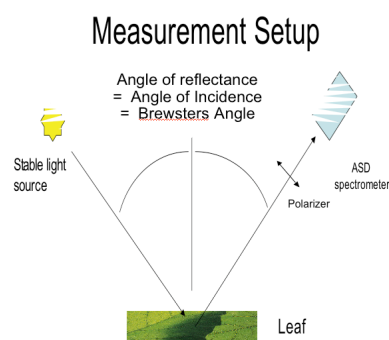 Measurement Setup
Angle of reflectance
= Angle of Incidence
= Brewsters Angle
Stable light
source
ASD
spectrometer
Polarizer
Leaf